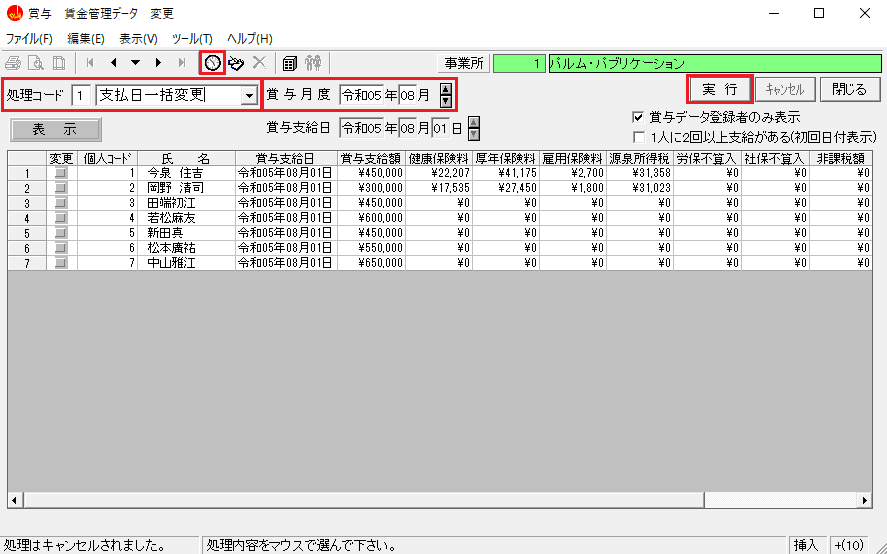 賞与 賃金管理データ 変更
ファイル(F) 編集(E) 表示(V) ツール(T) ヘルプ(H)
事業所 1 パルム・パブリケーション
処理コード 1 支払日一括変更 賞与月度 令和05年08月 実行 キャンセル 閉じる
賞与データ登録者のみ表示
表示 賞与支給日 令和05年08月01日 1人に2回以上支給がある(初回日付表示)
変更 個人コード 氏名 賞与支給日 賞与支給額 健康保険料 厚年保険料 雇用保険料 源泉所得税 労保不算入 社保不算入 非課税額
1 1 今泉 住吉 令和05年08月01日 ¥450,000 ¥22,207 ¥41,175 ¥2,700 ¥31,358 ¥0 ¥0 ¥0
2 2 岡野 清司 令和05年08月01日 ¥300,000 ¥17,535 ¥27,450 ¥1,800 ¥31,023 ¥0 ¥0 ¥0
3 3 田端初江 令和05年08月01日 ¥450,000 ¥0 ¥0 ¥0 ¥0 ¥0 ¥0 ¥0
4 4 若松麻友 令和05年08月01日 ¥600,000 ¥0 ¥0 ¥0 ¥0 ¥0 ¥0 ¥0
5 5 新田真 令和05年08月01日 ¥450,000 ¥0 ¥0 ¥0 ¥0 ¥0 ¥0 ¥0
6 6 松本廣祐 令和05年08月01日 ¥550,000 ¥0 ¥0 ¥0 ¥0 ¥0 ¥0 ¥0
7 7 中山雅江 令和05年08月01日 ¥650,000 ¥0 ¥0 ¥0 ¥0 ¥0 ¥0 ¥0
処理はキャンセルされました。 処理内容をマウスで選んで下さい。 挿入 +(10)